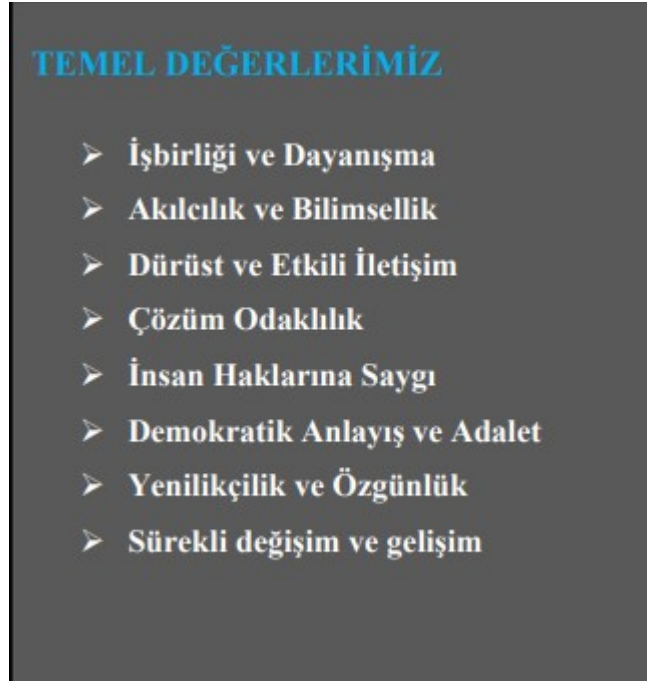 TEMEL DEĞERLERİMİZ
➢ İşbirliği ve Dayanışma
➢ Akılcılık ve Bilimsellik
➢ Dürüst ve Etkili İletişim
➢ Çözüm Odaklılık
➢ İnsan Haklarına Saygı
➢ Demokratik Anlayış ve Adalet
➢ Yenilikçilik ve Özgünlük
➢ Sürekli değişim ve gelişim